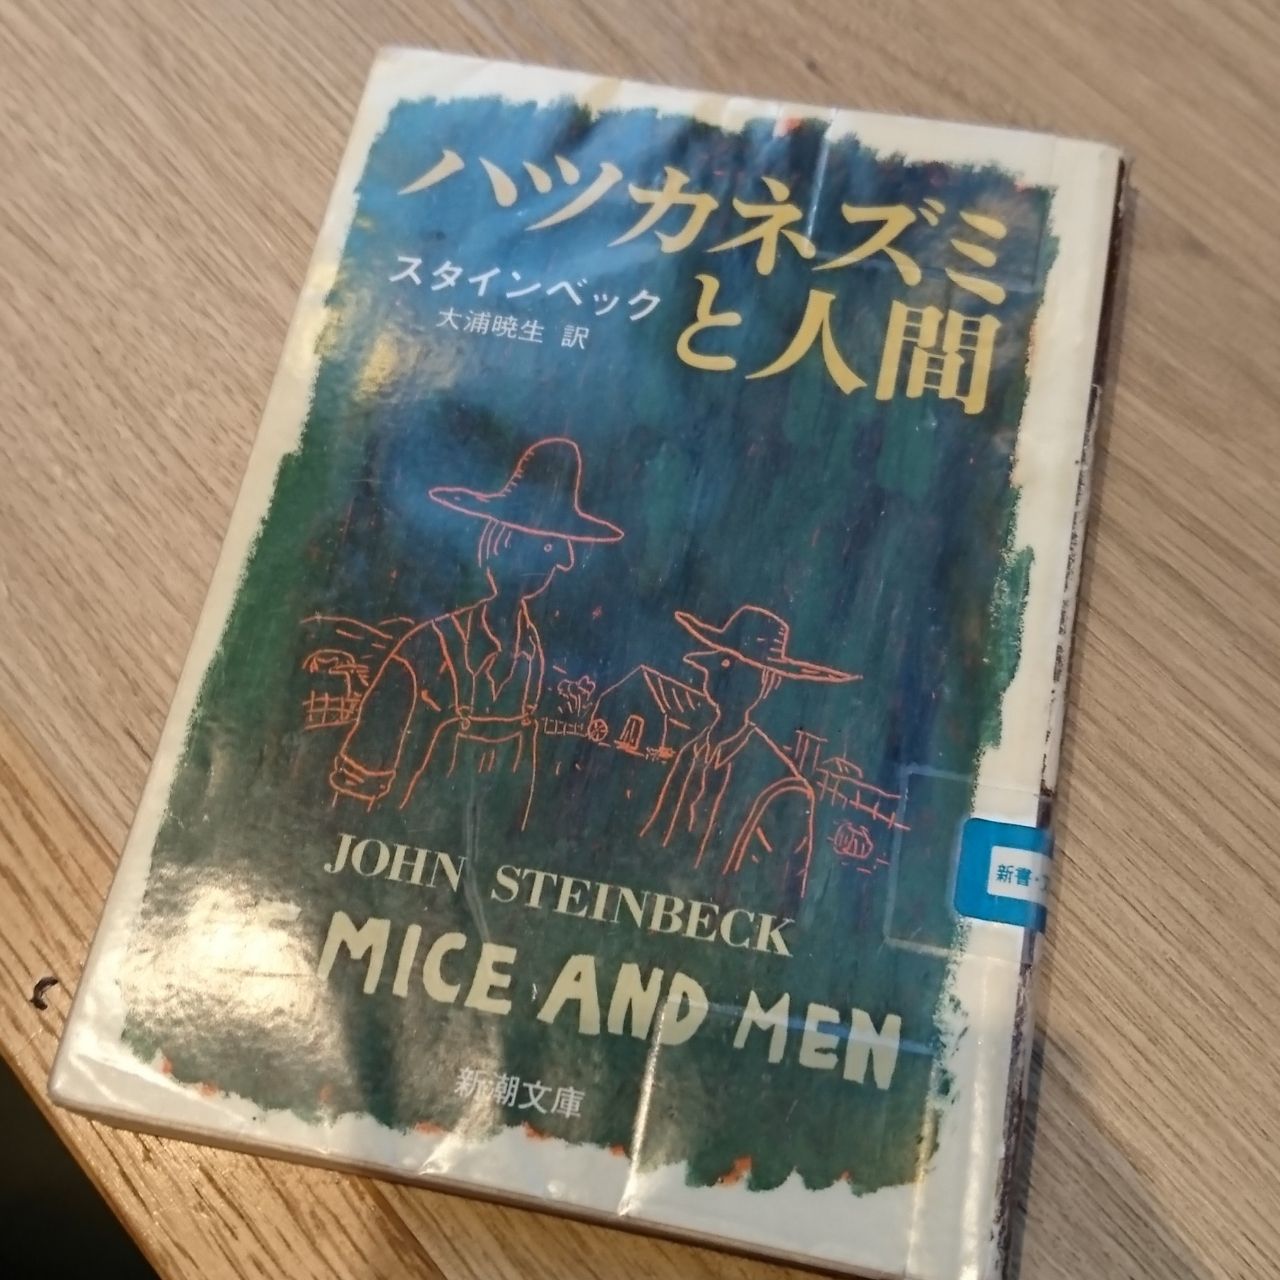 ハツカネズミ
と人間
スタインベック
大浦暁生 訳
JOHN STEINBECK
OF MICE AND MEN
新潮文庫
新書・